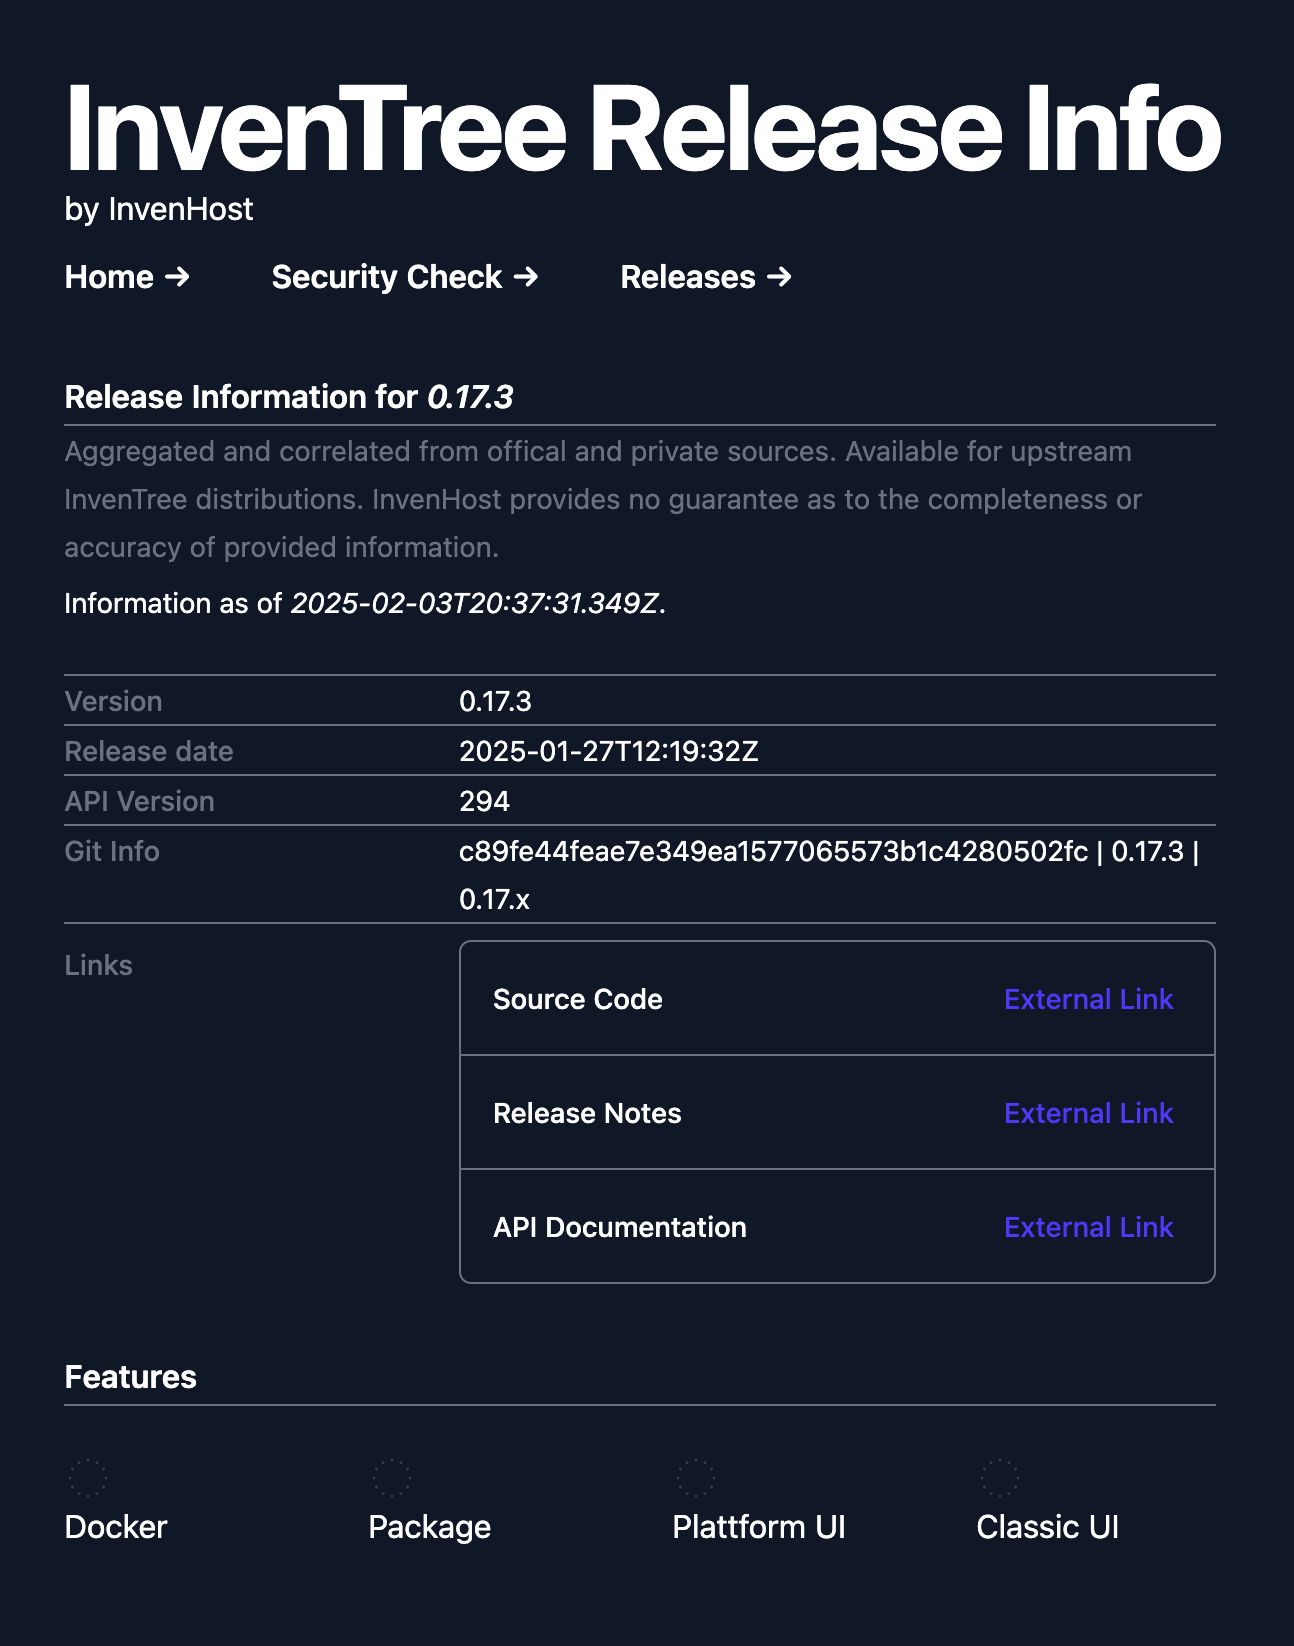 InvenTree Release Info
by InvenHost
Home → Security Check → Releases →
Release Information for 0.17.3
Aggregated and correlated from offical and private sources. Available for upstream
InvenTree distributions. InvenHost provides no guarantee as to the completeness or
accuracy of provided information.
Information as of 2025-02-03T20:37:31.349Z.
Version 0.17.3
Release date 2025-01-27T12:19:32Z
API Version 294
Git Info c89fe44feae7e349ea1577065573b1c4280502fc | 0.17.3 |
0.17.x
Links
Source Code External Link
Release Notes External Link
API Documentation External Link
Features
Docker Package Plattform UI Classic UI